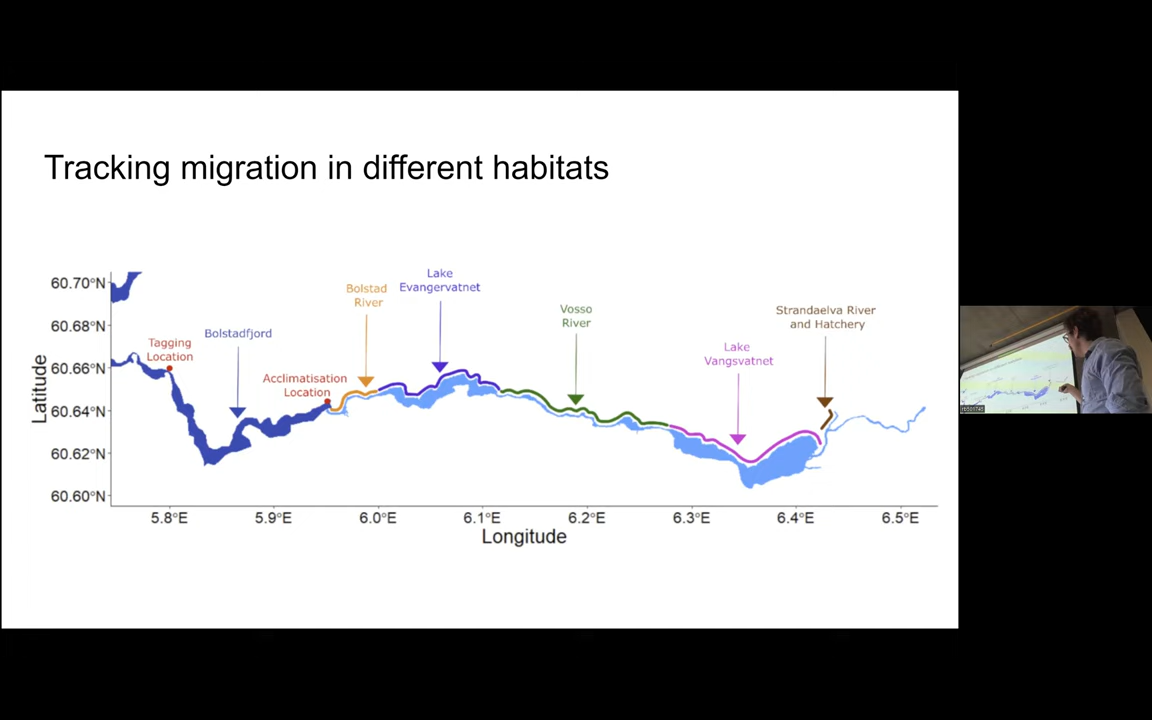 Tracking migration in different habitats
Latitude
60.70°N
60.68°N
60.66°N
60.64°N
60.62°N
60.60°N
Tagging
Location
Bolstadfjord
Acclimatisation
Location
Bolstad
River
Lake
Evangervatnet
Vosso
River
Lake
Vangsvatnet
Strandaelva River
and Hatchery
5.8°E
5.9°E
6.0°E
6.1°E
6.2°E
6.3°E
6.4°E
6.5°E
Longitude